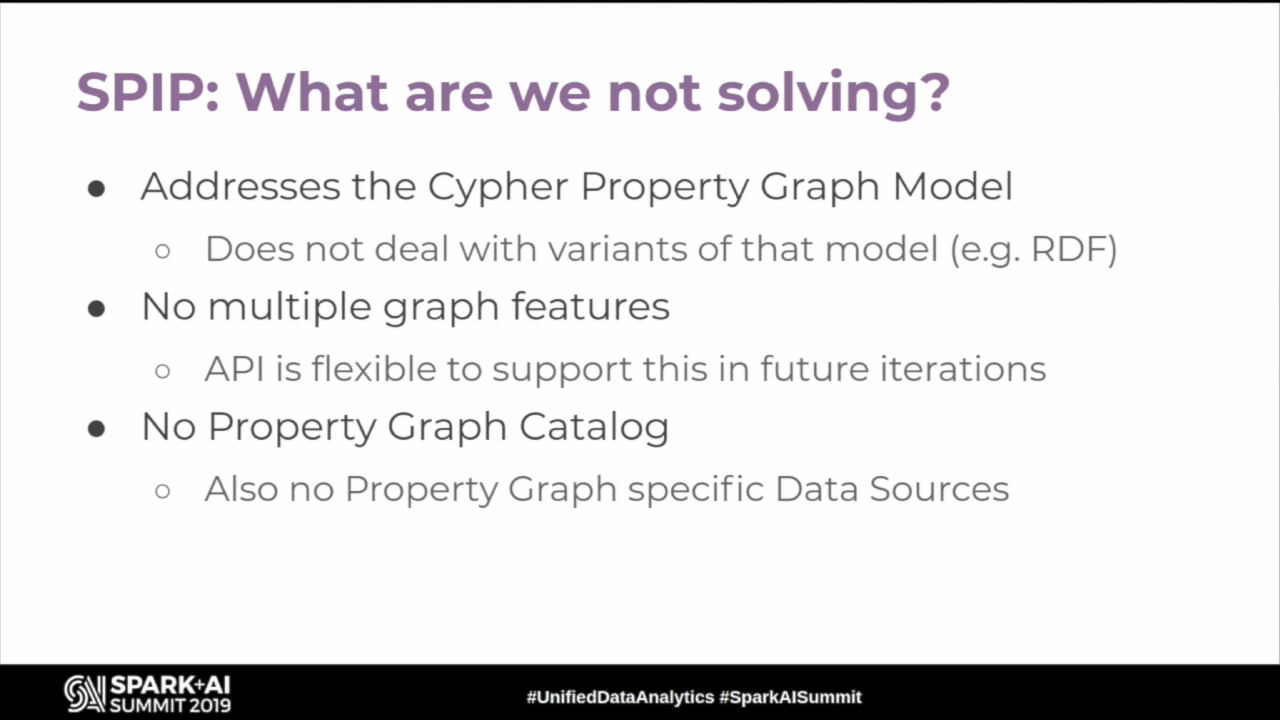 SPIP: What are we not solving?
● Addresses the Cypher Property Graph Model
○ Does not deal with variants of that model (e.g. RDF)
● No multiple graph features
○ API is flexible to support this in future iterations
● No Property Graph Catalog
○ Also no Property Graph specific Data Sources
SPARK+AI
SUMMIT 2019
#UnifiedDataAnalytics #SparkAISummit